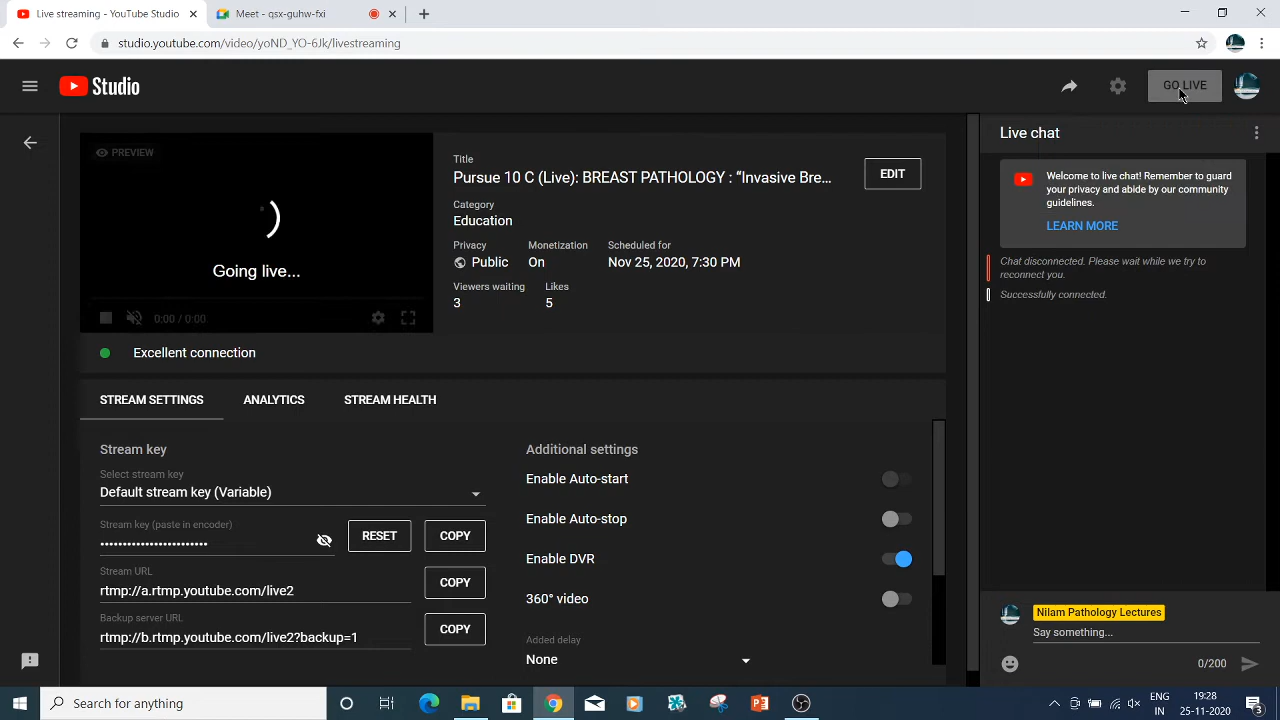 Live streaming - YouTube Studio
Meet - qsx-guhw-fxi
studio.youtube.com/video/yoND_YO-6Jk/livestreaming
Studio
GO LIVE
PREVIEW
Going live...
0:00 / 0:00
Title
Pursue 10 C (Live): BREAST PATHOLOGY : “Invasive Bre...
EDIT
Category
Education
Privacy
Monetization
Scheduled for
Public
On
Nov 25, 2020, 7:30 PM
Viewers waiting
Likes
3
5
Excellent connection
STREAM SETTINGS
ANALYTICS
STREAM HEALTH
Stream key
Select stream key
Default stream key (Variable)
Stream key (paste in encoder)
••••••••••••••••••••••••
RESET
COPY
Stream URL
rtmp://a.rtmp.youtube.com/live2
COPY
Backup server URL
rtmp://b.rtmp.youtube.com/live2?backup=1
COPY
Additional settings
Enable Auto-start
Enable Auto-stop
Enable DVR
360° video
Added delay
None
Live chat
Welcome to live chat! Remember to guard
your privacy and abide by our community
guidelines.
LEARN MORE
Chat disconnected. Please wait while we try to
reconnect you.
Successfully connected.
Nilam Pathology Lectures
Say something...
0/200
Type here to search
ENG
IN
19:28
25-11-2020
3